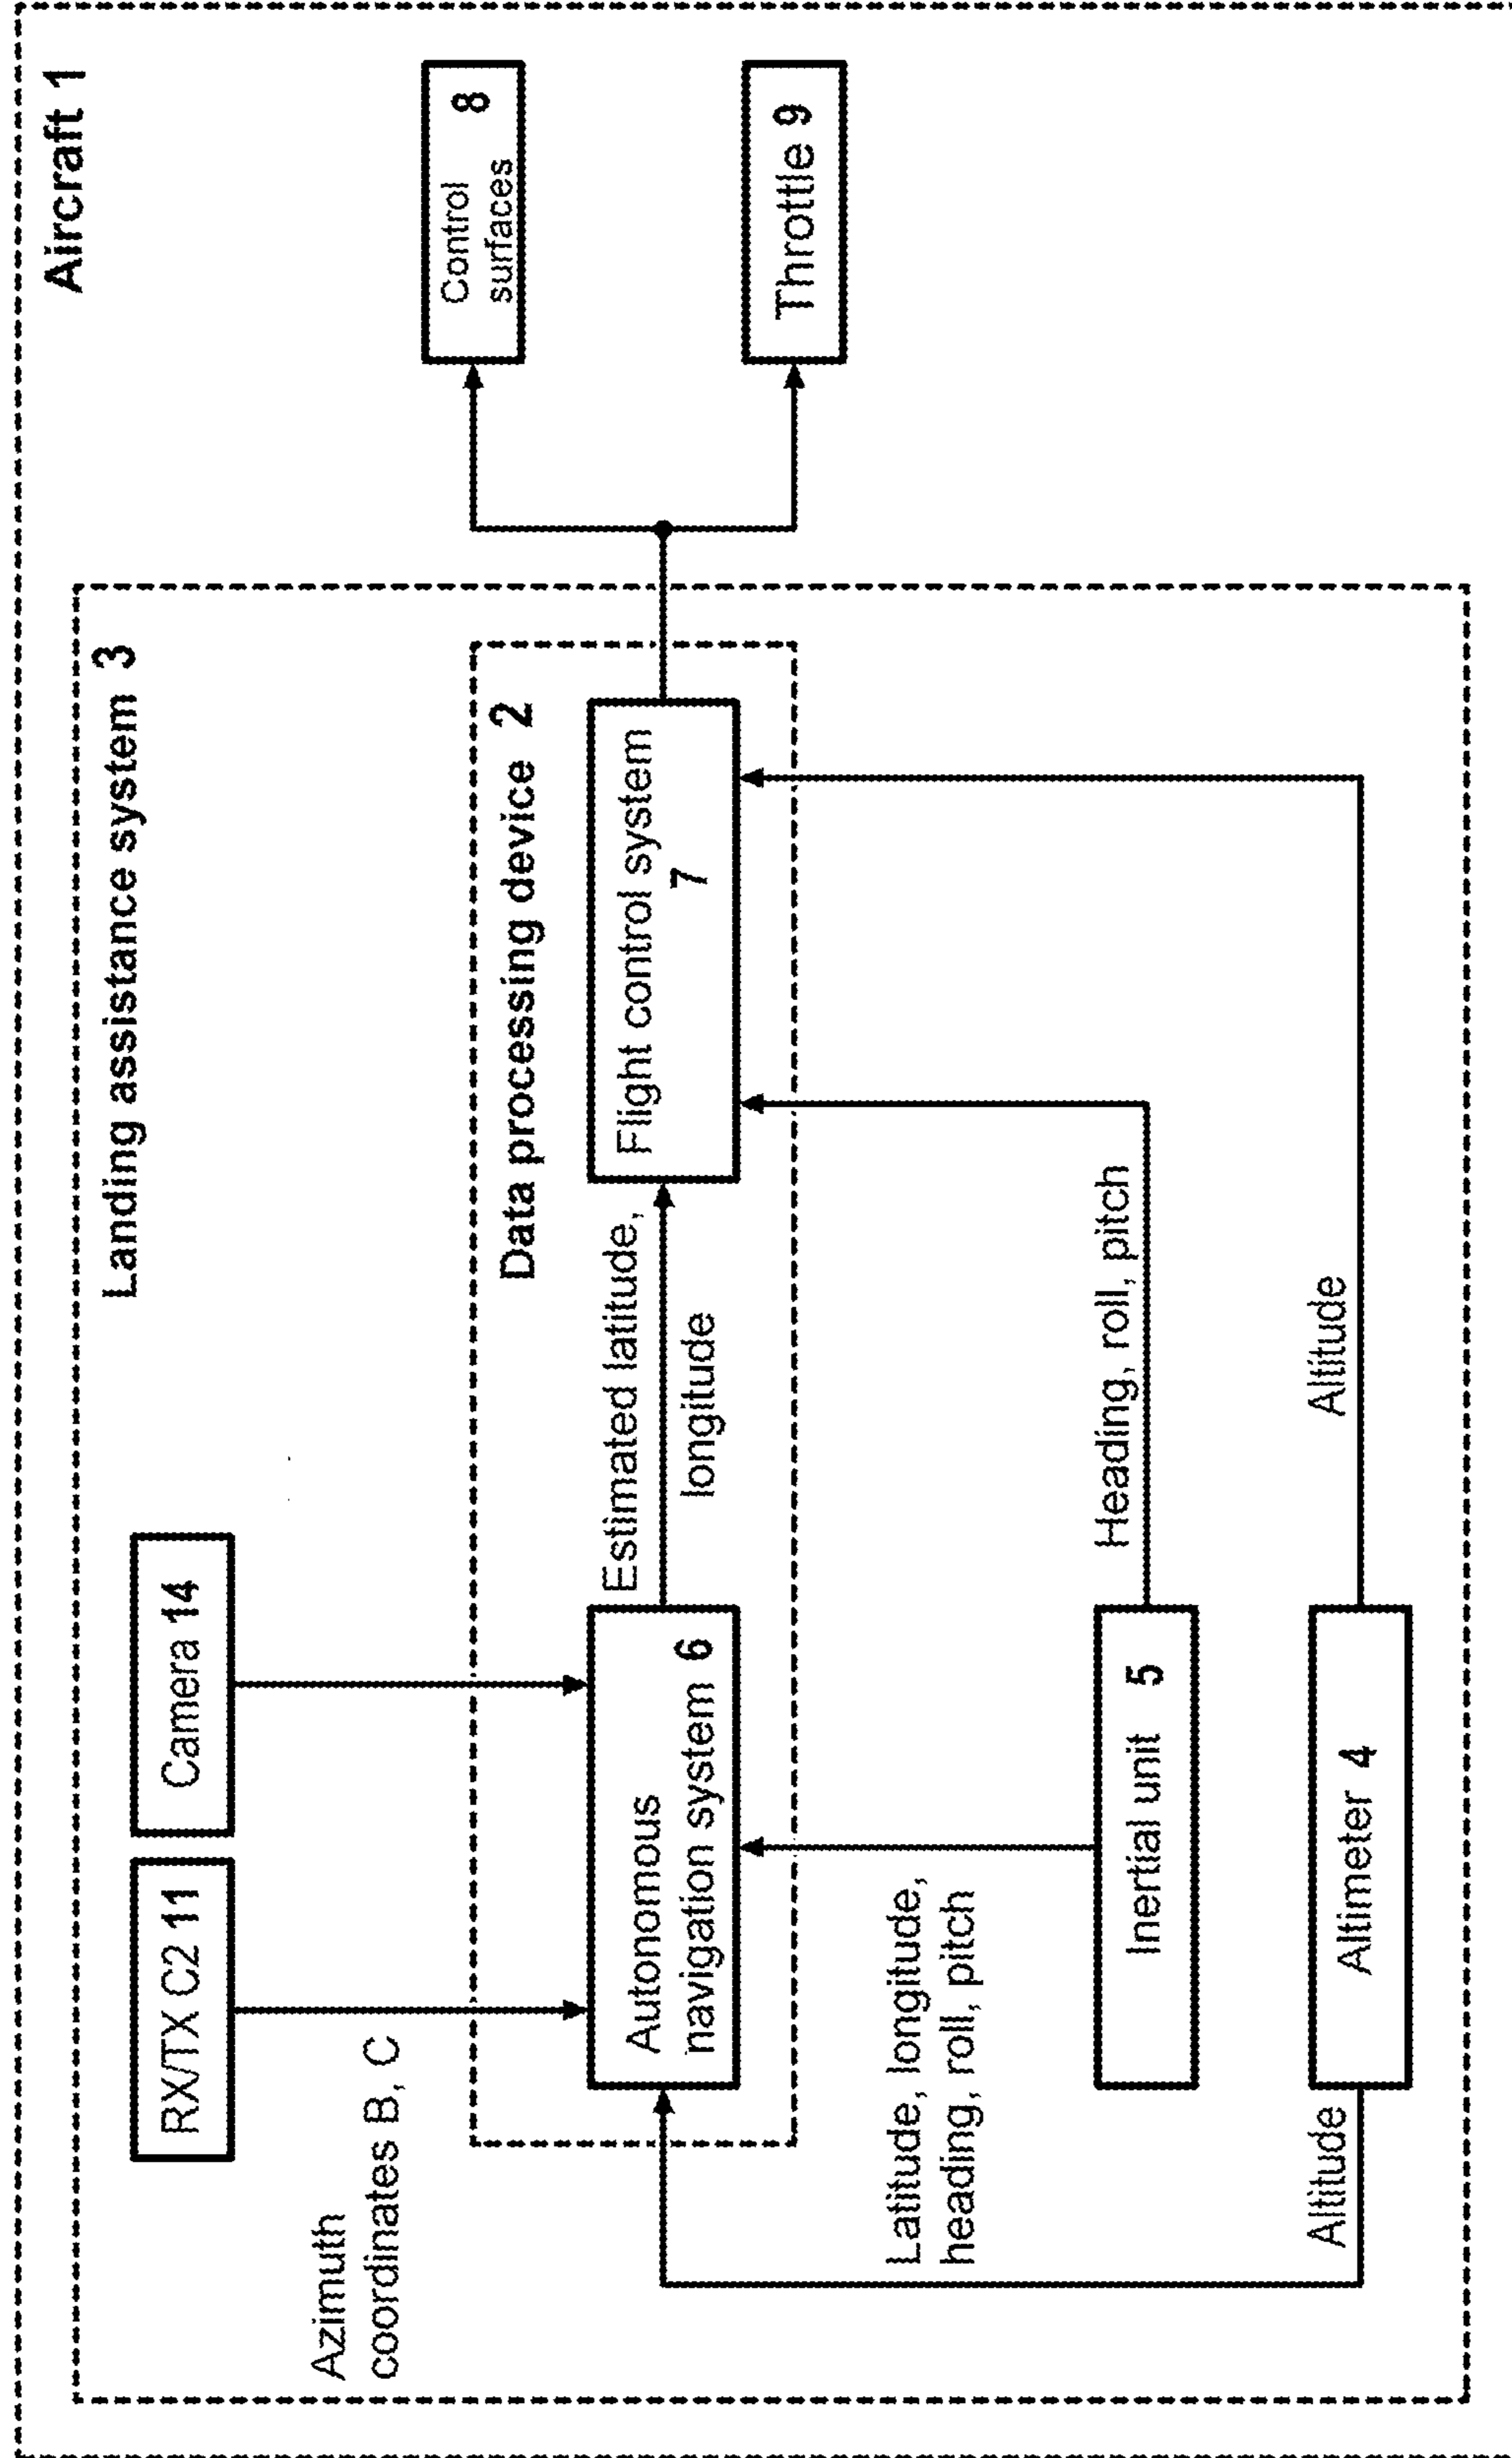 Aircraft 1
Landing assistance system 3
RX/TX C2 11
Camera 14
Azimuth
coordinates B, C
Data processing device 2
Control
surfaces
8
Autonomous
navigation system 6
Estimated latitude,
longitude
Flight control system
7
Throttle 9
Latitude, longitude,
heading, roll, pitch
Heading, roll, pitch
Inertial unit 5
Altitude
Altimeter 4
Altitude